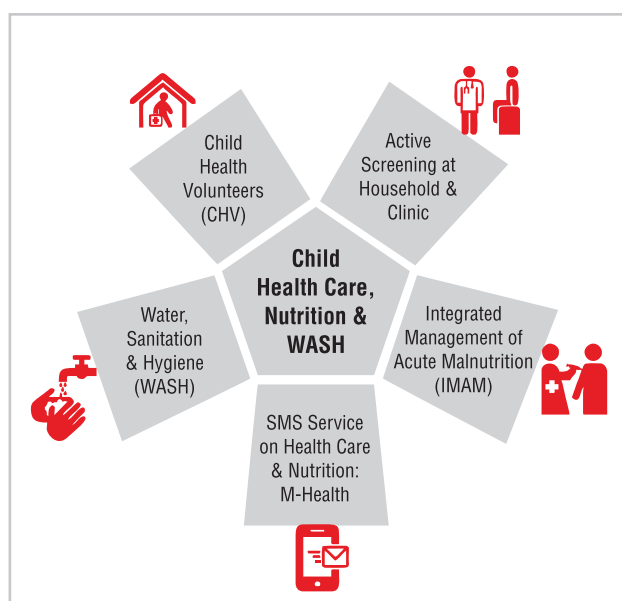 Child
Health
Volunteers
(CHV)
Active
Screening at
Household &
Clinic
Child
Health Care,
Nutrition &
WASH
Water,
Sanitation
& Hygiene
(WASH)
Integrated
Management of
Acute Malnutrition
(IMAM)
SMS Service
on Health Care
& Nutrition:
M-Health